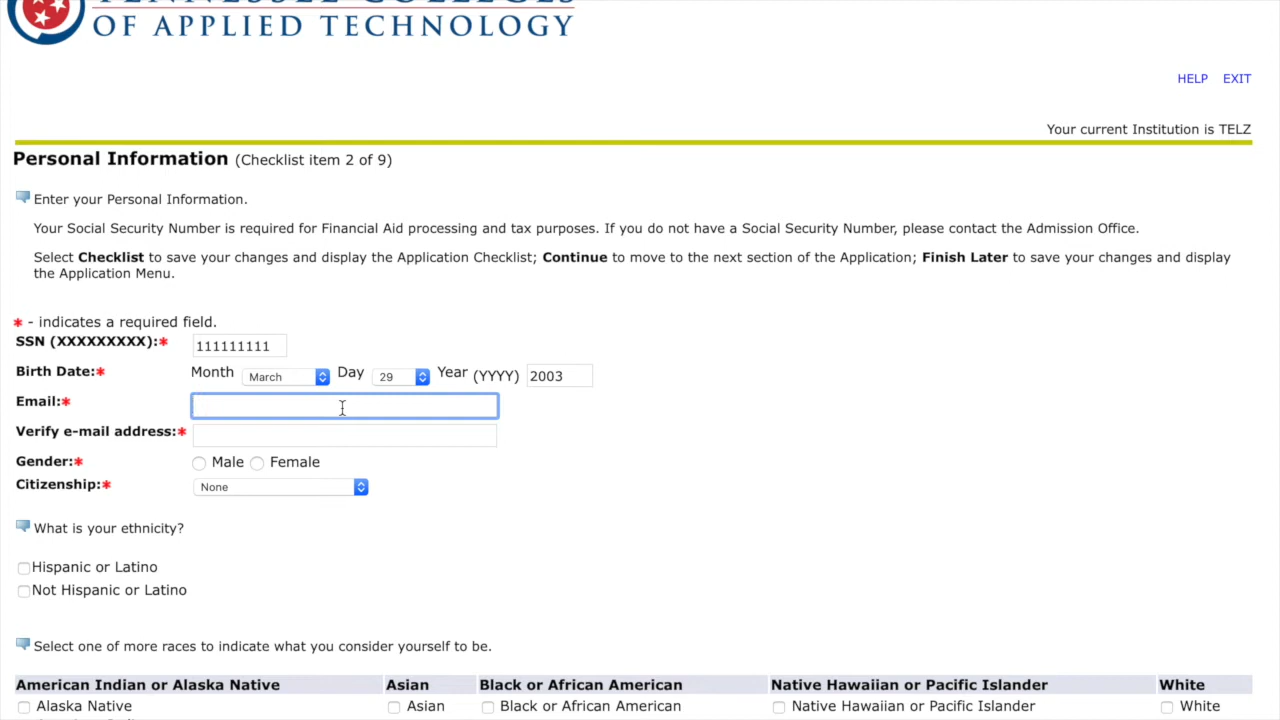 TENNESSEE COLLEGES
OF APPLIED TECHNOLOGY
HELP EXIT
Your current Institution is TELZ
Personal Information (Checklist item 2 of 9)
Enter your Personal Information.
Your Social Security Number is required for Financial Aid processing and tax purposes. If you do not have a Social Security Number, please contact the Admission Office.
Select Checklist to save your changes and display the Application Checklist; Continue to move to the next section of the Application; Finish Later to save your changes and display
the Application Menu.
* - indicates a required field.
SSN (XXXXXXXXX):* 111111111
Birth Date:* Month March Day 29 Year (YYYY) 2003
Email:*
Verify e-mail address:*
Gender:* Male Female
Citizenship:* None
What is your ethnicity?
Hispanic or Latino
Not Hispanic or Latino
Select one of more races to indicate what you consider yourself to be.
American Indian or Alaska Native Asian Black or African American Native Hawaiian or Pacific Islander White
Alaska Native Asian Black or African American Native Hawaiian or Pacific Islander White